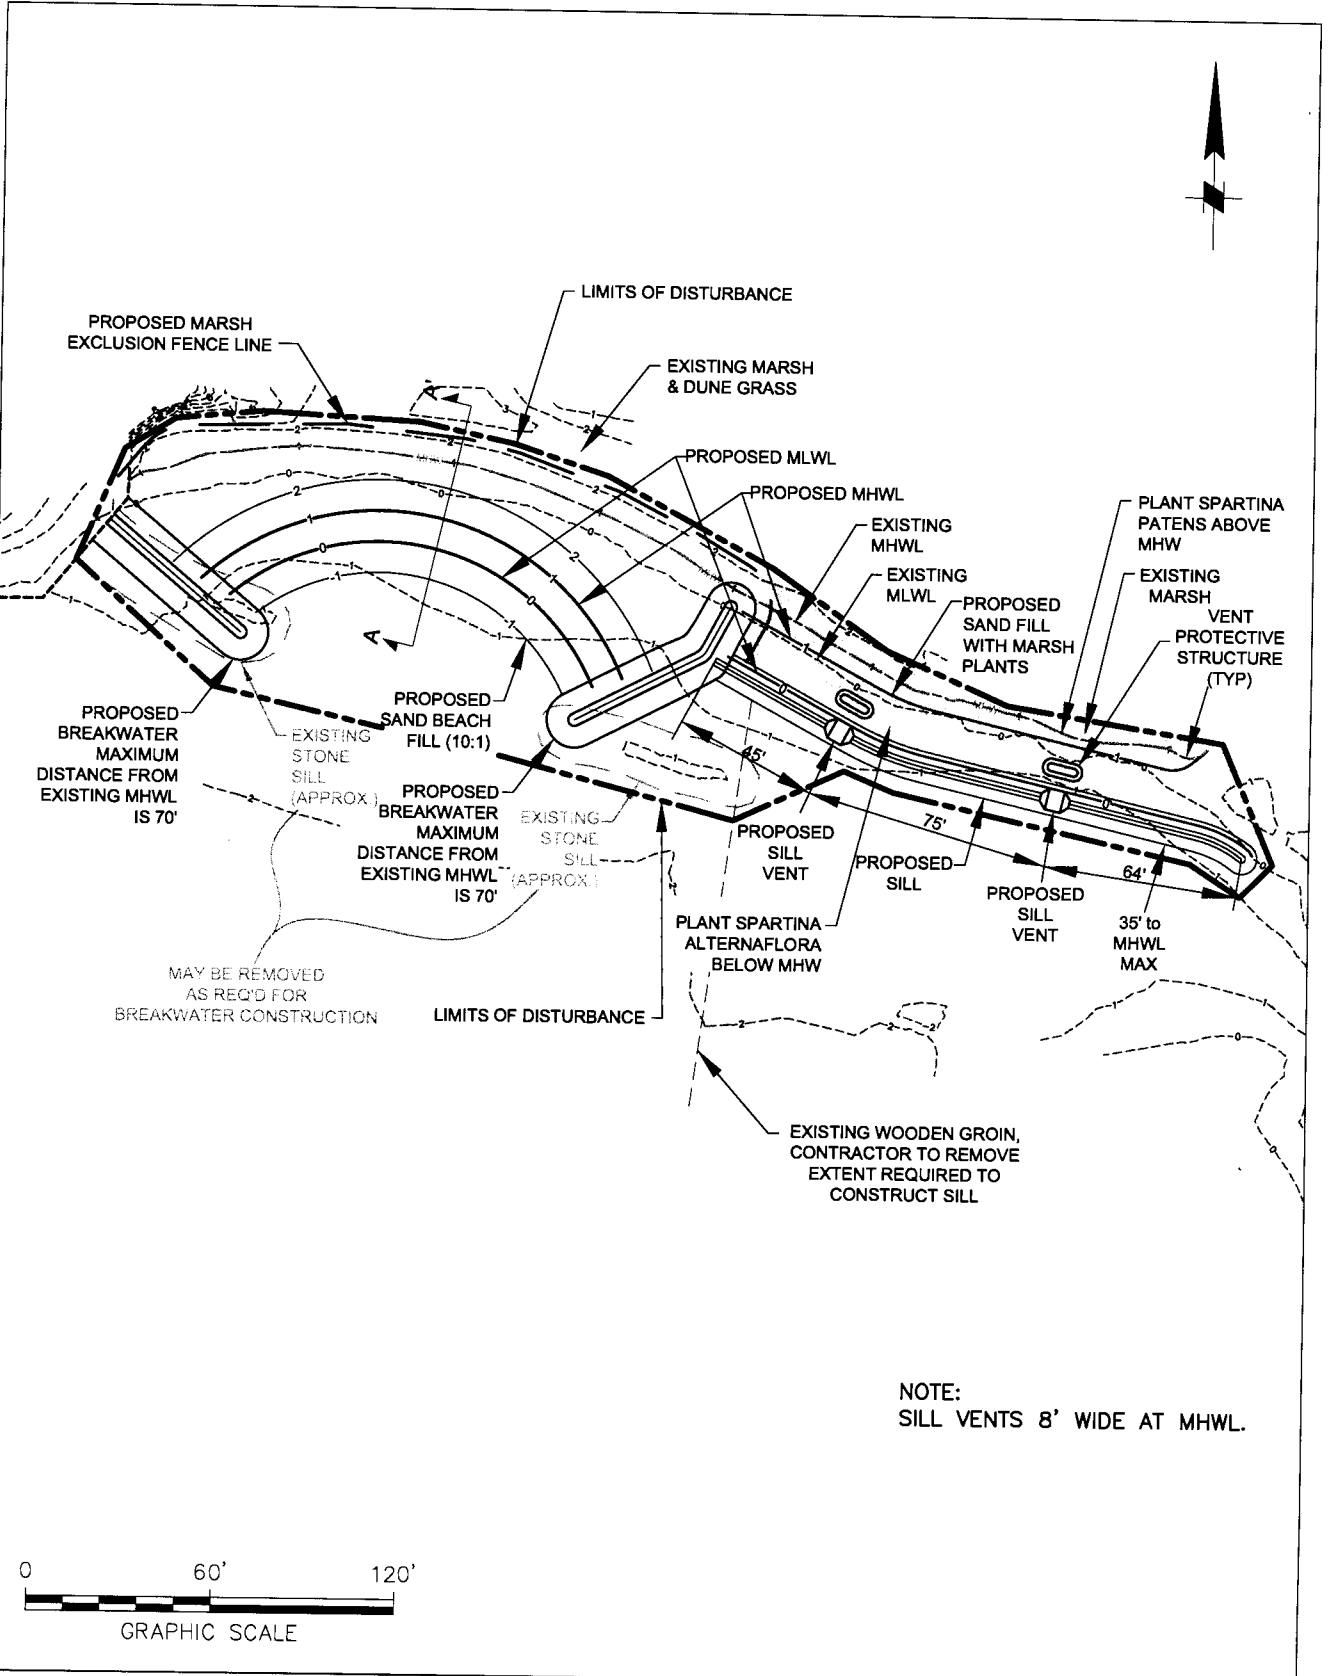 LIMITS OF DISTURBANCE
PROPOSED MARSH
EXCLUSION FENCE LINE
EXISTING MARSH
& DUNE GRASS
A
PROPOSED MLWL
PROPOSED MHWL
EXISTING
MHWL
EXISTING
MLWL
PLANT SPARTINA
PATENS ABOVE
MHW
EXISTING
MARSH
VENT
PROTECTIVE
STRUCTURE
(TYP)
PROPOSED
SAND FILL
WITH MARSH
PLANTS
A
PROPOSED
SAND BEACH
FILL (10:1)
PROPOSED
BREAKWATER
MAXIMUM
DISTANCE FROM
EXISTING MHWL
IS 70'
EXISTING
STONE
SILL
(APPROX.)
PROPOSED
BREAKWATER
MAXIMUM
DISTANCE FROM
EXISTING MHWL
IS 70'
EXISTING
STONE
SILL
(APPROX.)
45'
75'
64'
PROPOSED
SILL
VENT
PROPOSED
SILL
PROPOSED
SILL
VENT
35' to
MHWL
MAX
PLANT SPARTINA
ALTERNAFLORA
BELOW MHW
MAY BE REMOVED
AS REQ'D FOR
BREAKWATER CONSTRUCTION
LIMITS OF DISTURBANCE
EXISTING WOODEN GROIN,
CONTRACTOR TO REMOVE
EXTENT REQUIRED TO
CONSTRUCT SILL
NOTE:
SILL VENTS 8' WIDE AT MHWL.
0 60' 120'
GRAPHIC SCALE